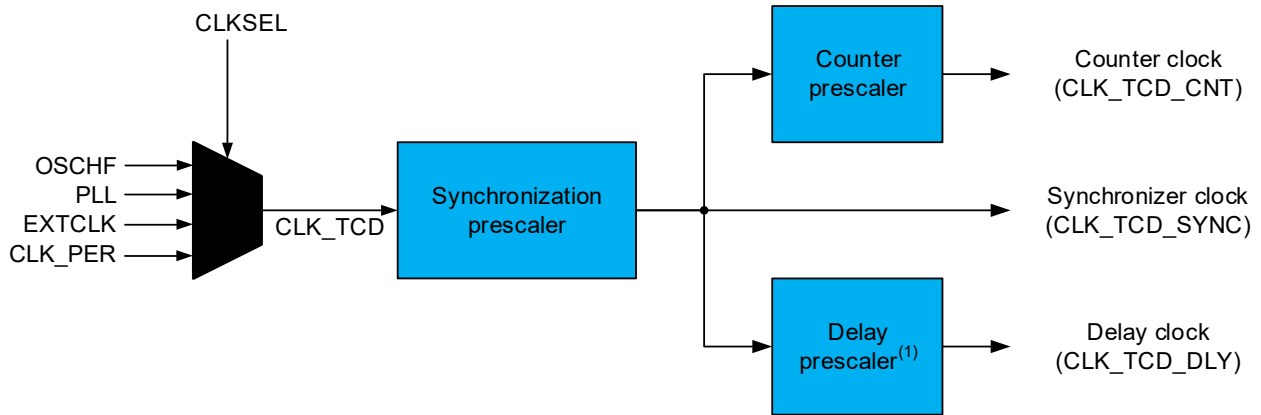 CLKSEL
OSCHF
PLL
EXTCLK
CLK_PER
CLK_TCD
Synchronization
prescaler
Counter
prescaler
Counter clock
(CLK_TCD_CNT)
Synchronizer clock
(CLK_TCD_SYNC)
Delay
prescaler(1)
Delay clock
(CLK_TCD_DLY)